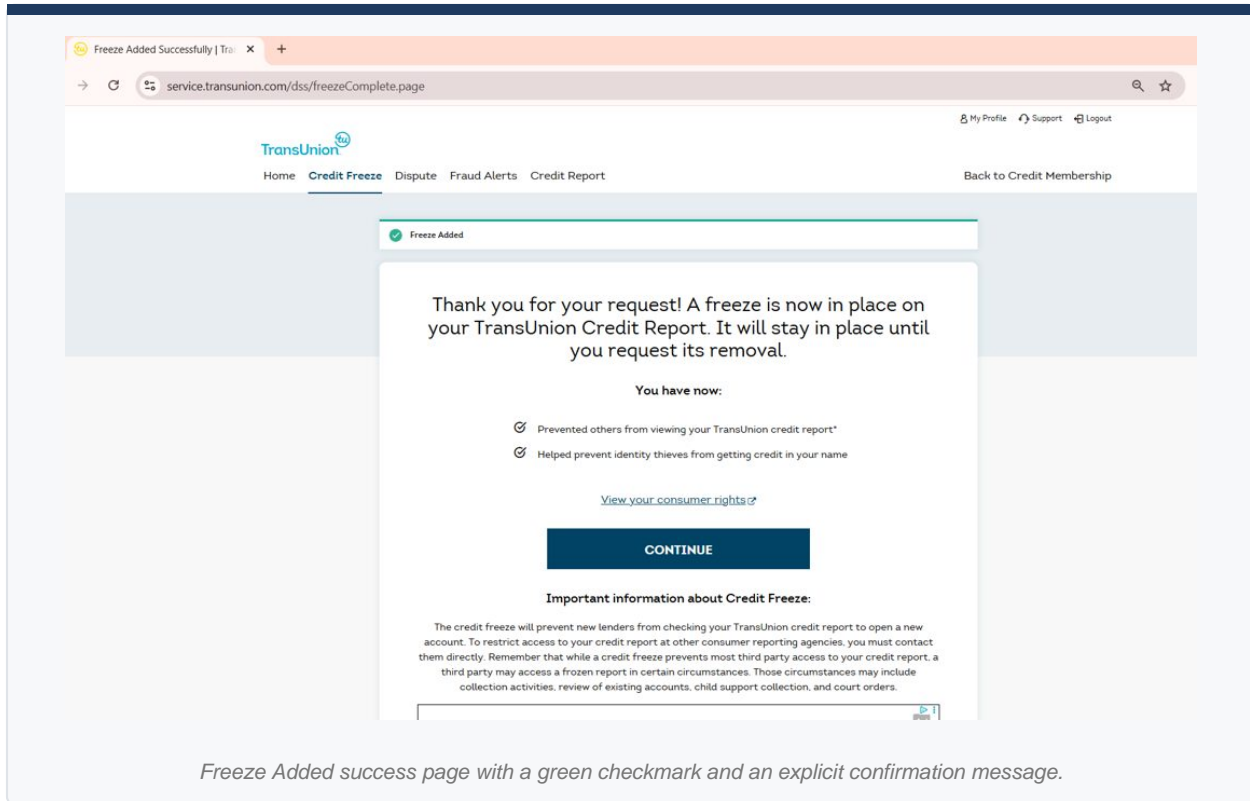 Freeze Added Successfully | Tra
service.transunion.com/dss/freezeComplete.page
My Profile Support Logout
tu
TransUnion
Home Credit Freeze Dispute Fraud Alerts Credit Report Back to Credit Membership
Freeze Added
Thank you for your request! A freeze is now in place on
your TransUnion Credit Report. It will stay in place until
you request its removal.
You have now:
Prevented others from viewing your TransUnion credit report*
Helped prevent identity thieves from getting credit in your name
View your consumer rights
CONTINUE
Important information about Credit Freeze:
The credit freeze will prevent new lenders from checking your TransUnion credit report to open a new
account. To restrict access to your credit report at other consumer reporting agencies, you must contact
them directly. Remember that while a credit freeze prevents most third party access to your credit report, a
third party may access a frozen report in certain circumstances. Those circumstances may include
collection activities, review of existing accounts, child support collection, and court orders.
Freeze Added success page with a green checkmark and an explicit confirmation message.